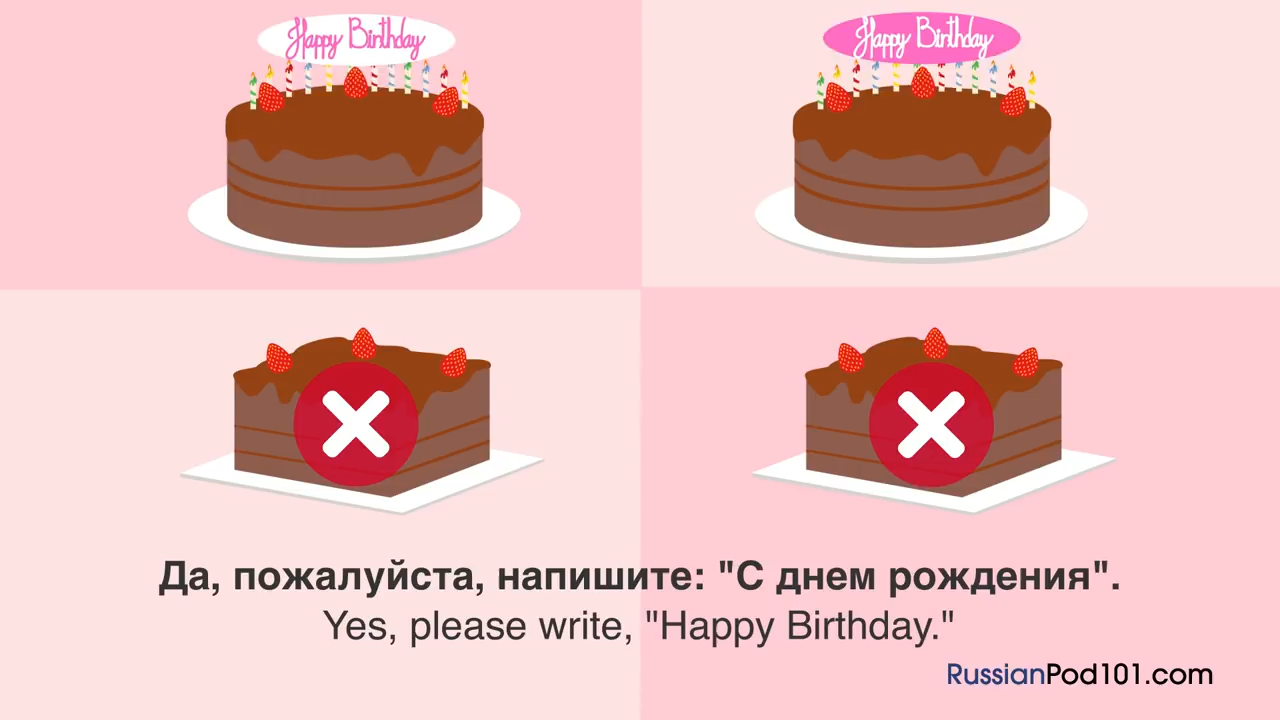 Happy Birthday
Happy Birthday
Да, пожалуйста, напишите: "С днем рождения".
Yes, please write, "Happy Birthday."
RussianPod101.com